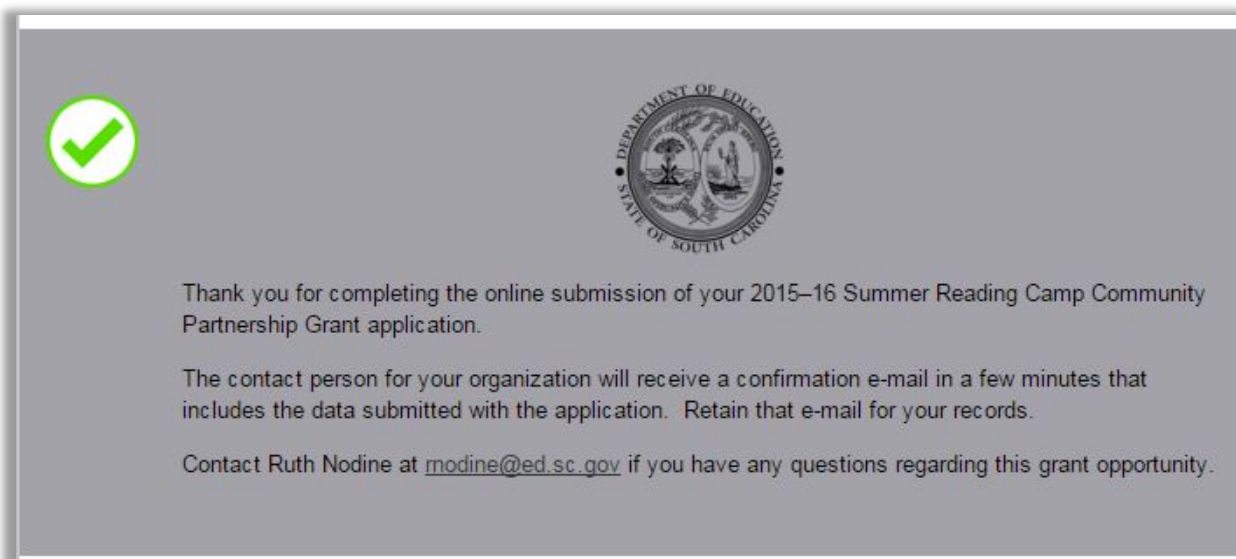 DEPARTMENT OF EDUCATION
STATE OF SOUTH CAROLINA
Thank you for completing the online submission of your 2015–16 Summer Reading Camp Community
Partnership Grant application.
The contact person for your organization will receive a confirmation e-mail in a few minutes that
includes the data submitted with the application.  Retain that e-mail for your records.
Contact Ruth Nodine at rnodine@ed.sc.gov if you have any questions regarding this grant opportunity.